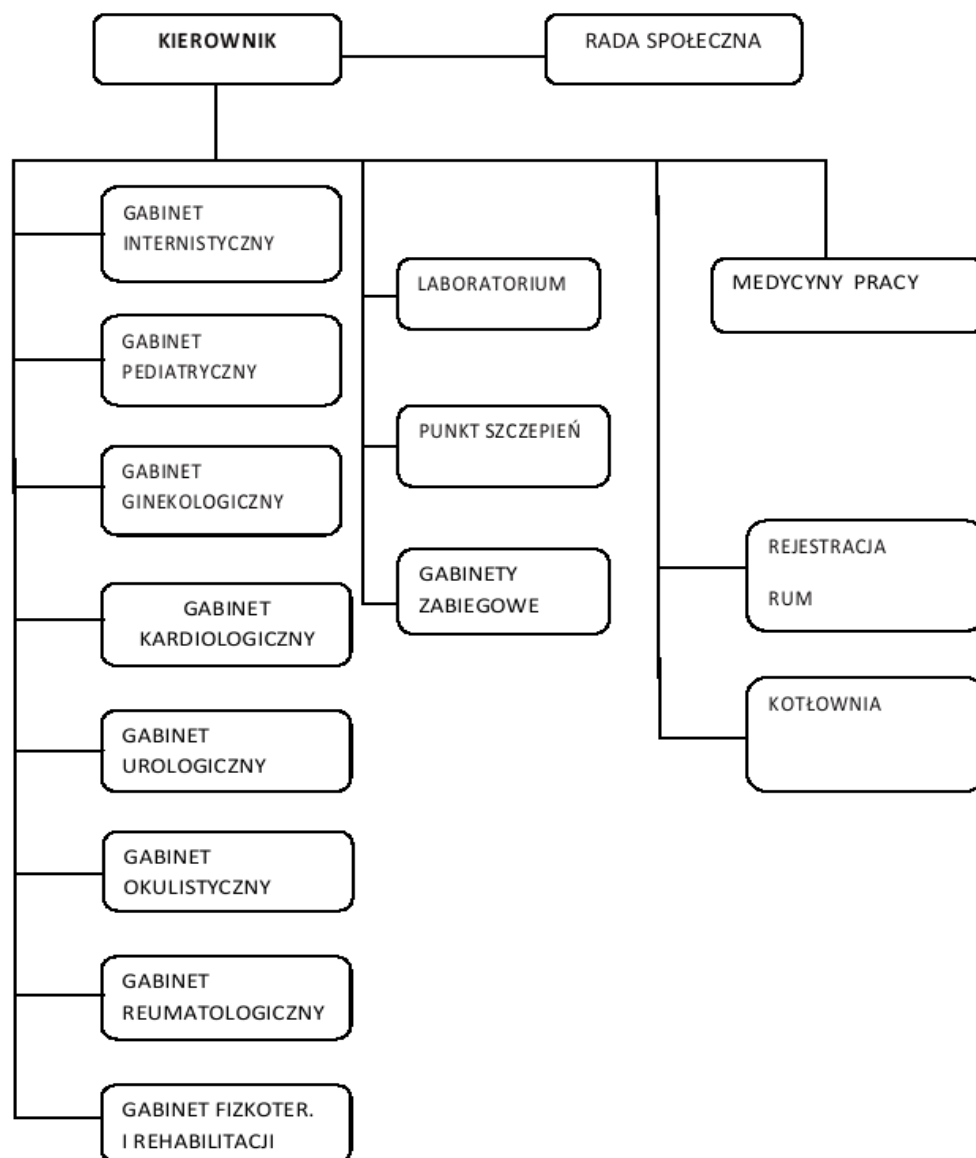 KIEROWNIK
RADA SPOŁECZNA
GABINET
INTERNISTYCZNY
GABINET
PEDIATRYCZNY
GABINET
GINEKOLOGICZNY
GABINET
KARDIOLOGICZNY
GABINET
UROLOGICZNY
GABINET
OKULISTYCZNY
GABINET
REUMATOLOGICZNY
GABINET FIZKOTER.
I REHABILITACJI
LABORATORIUM
PUNKT SZCZEPIEŃ
GABINETY
ZABIEGOWE
MEDYCYNY PRACY
REJESTRACJA
RUM
KOTŁOWNIA